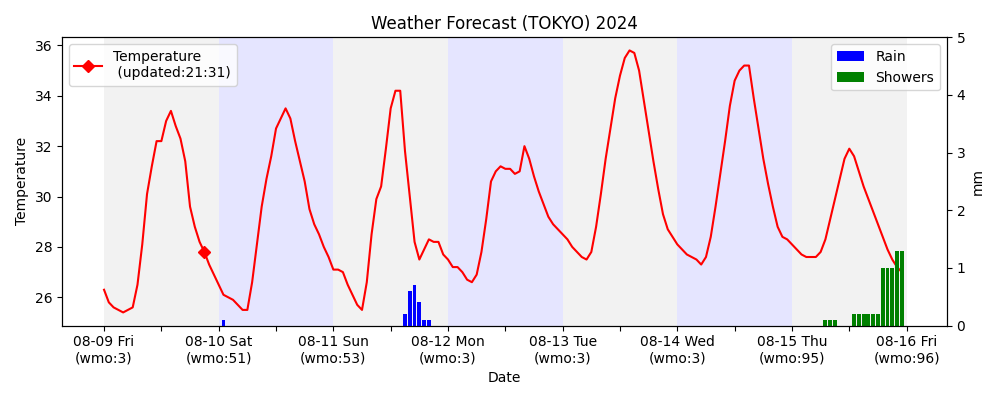 Weather Forecast (TOKYO) 2024
Temperature
(updated:21:31)
Rain
Showers
36
34
32
30
28
26
Temperature
5
4
3
2
1
0
mm
08-09 Fri
(wmo:3)
08-10 Sat
(wmo:51)
08-11 Sun
(wmo:53)
08-12 Mon
(wmo:3)
08-13 Tue
(wmo:3)
08-14 Wed
(wmo:3)
08-15 Thu
(wmo:95)
08-16 Fri
(wmo:96)
Date